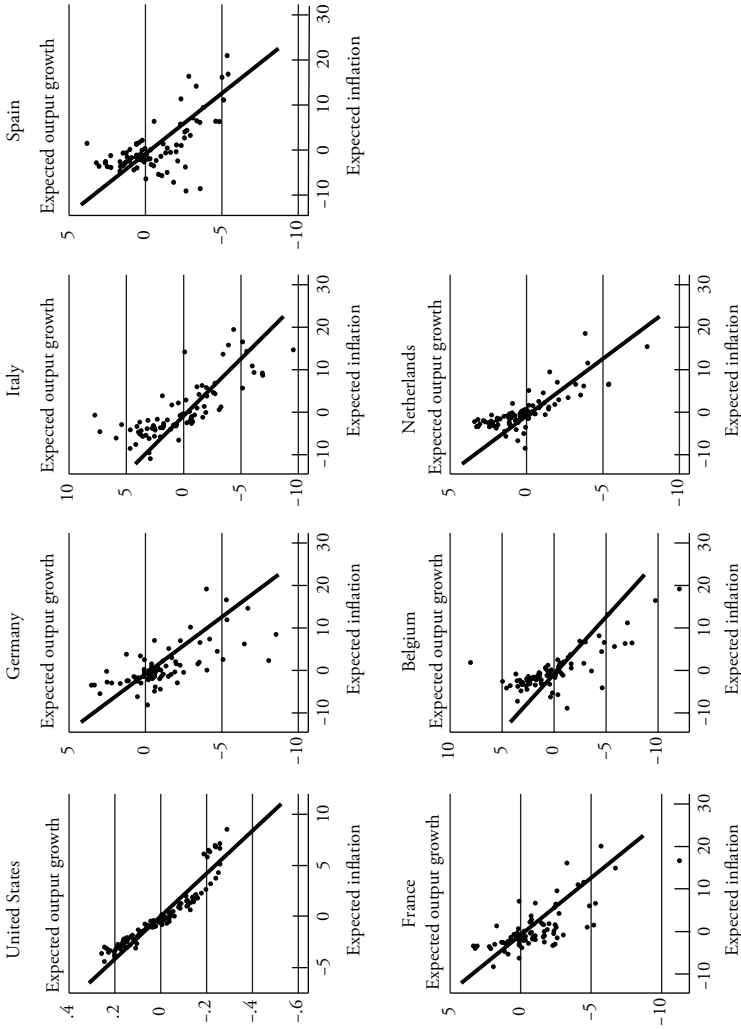 United States
Expected output growth
.4
.2
0
−.2
−.4
−.6
−5 0 5 10
Expected inflation
Germany
Expected output growth
5
0
−5
−10
−10 0 10 20 30
Expected inflation
Italy
Expected output growth
10
5
0
−5
−10
−10 0 10 20 30
Expected inflation
Spain
Expected output growth
5
0
−5
−10
−10 0 10 20 30
Expected inflation
France
Expected output growth
5
0
−5
−10
−10 0 10 20 30
Expected inflation
Belgium
Expected output growth
10
5
0
−5
−10
−10 0 10 20 30
Expected inflation
Netherlands
Expected output growth
5
0
−5
−10
−10 0 10 20 30
Expected inflation